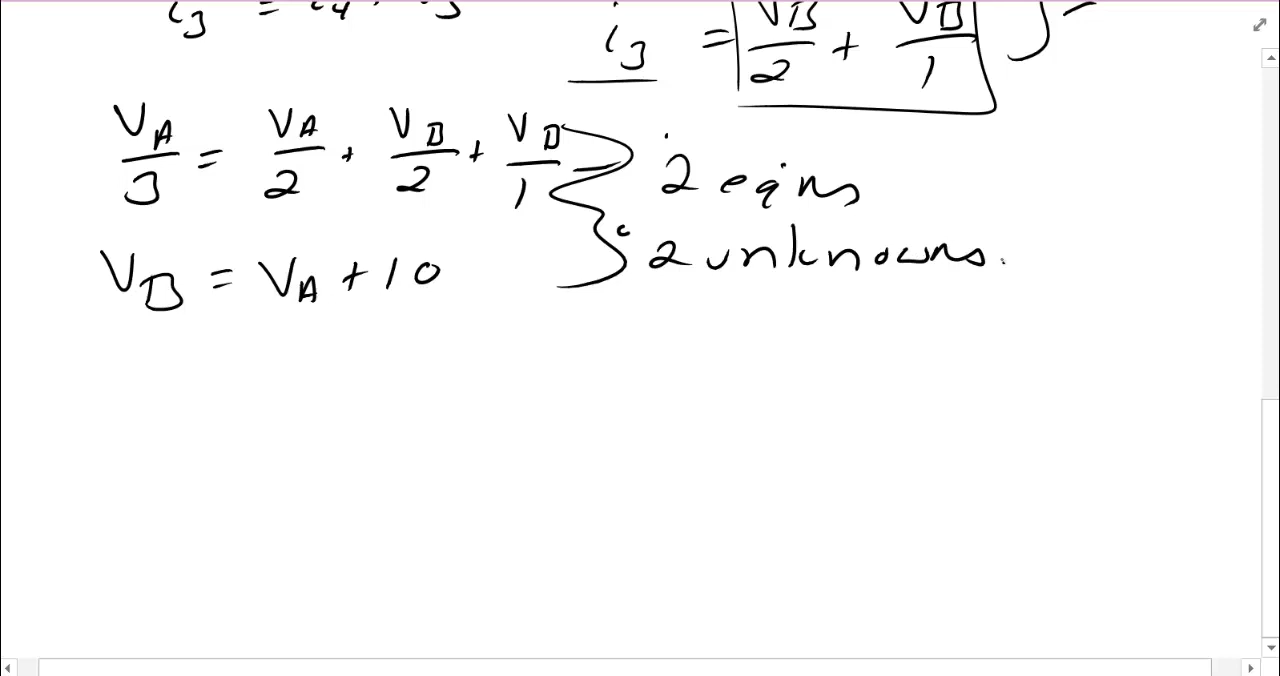 i3 = VB/2 + VB/1
VA/3 = VA/2 + VB/2 + VB/1
2 eqns
VB = VA + 10
2 unknowns.